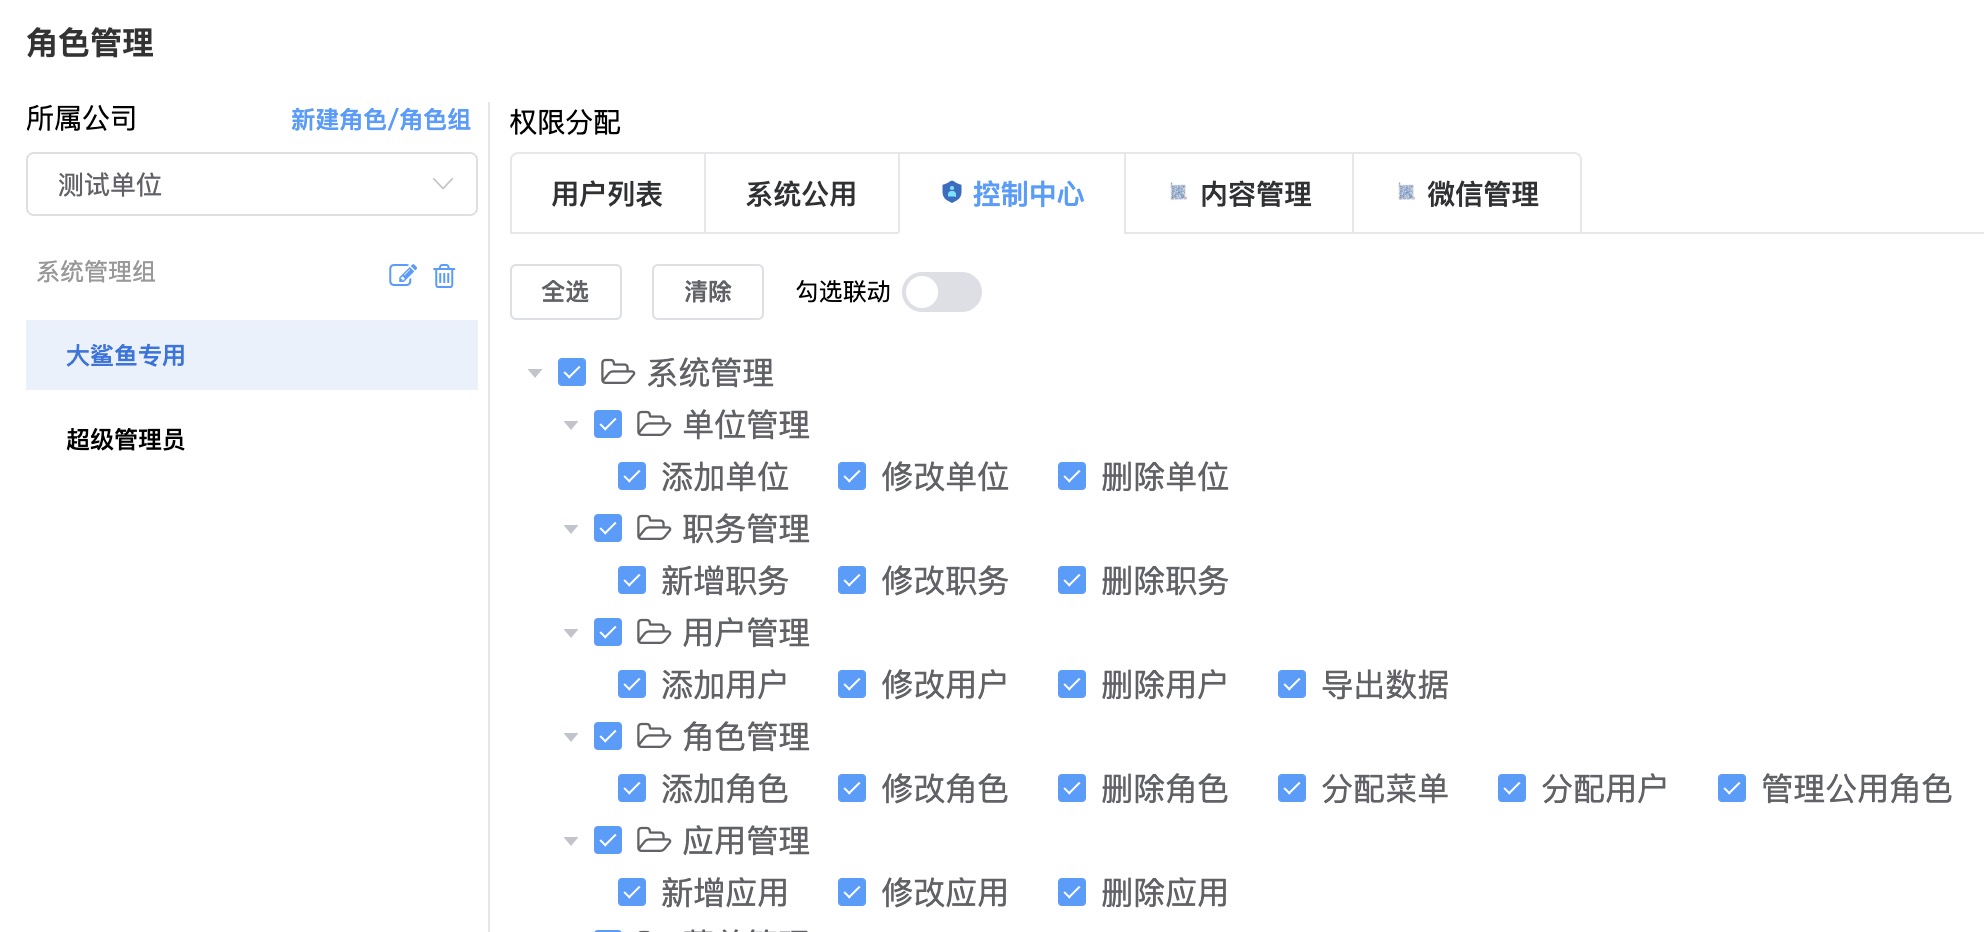 角色管理
所属公司 新建角色/角色组
测试单位
系统管理组
大鲨鱼专用
超级管理员
权限分配
用户列表 系统公用 控制中心 内容管理 微信管理
全选 清除 勾选联动
系统管理
单位管理
添加单位 修改单位 删除单位
职务管理
新增职务 修改职务 删除职务
用户管理
添加用户 修改用户 删除用户 导出数据
角色管理
添加角色 修改角色 删除角色 分配菜单 分配用户 管理公用角色
应用管理
新增应用 修改应用 删除应用